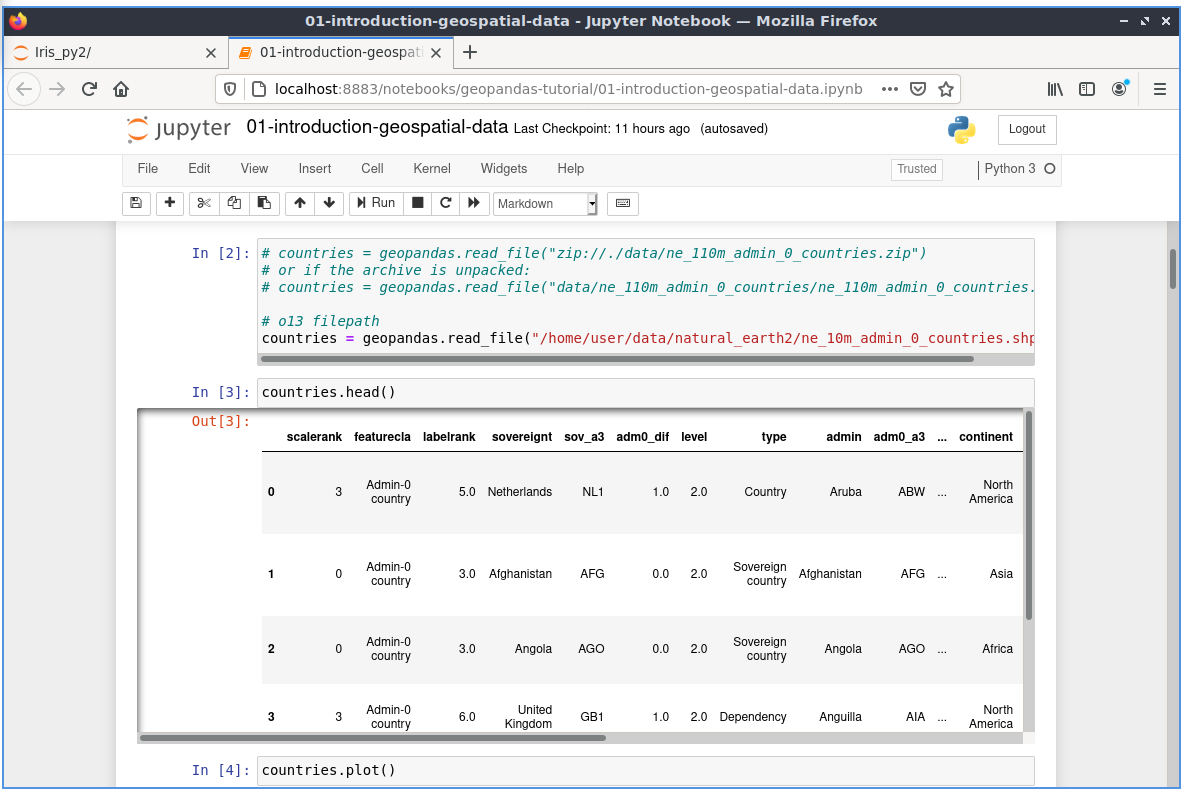 01-introduction-geospatial-data - Jupyter Notebook — Mozilla Firefox
Iris_py2/
01-introduction-geospati
localhost:8883/notebooks/geopandas-tutorial/01-introduction-geospatial-data.ipynb
jupyter 01-introduction-geospatial-data Last Checkpoint: 11 hours ago (autosaved)
Logout
File Edit View Insert Cell Kernel Widgets Help Trusted Python 3
Run Markdown
In [2]: # countries = geopandas.read_file("zip://./data/ne_110m_admin_0_countries.zip")
# or if the archive is unpacked:
# countries = geopandas.read_file("data/ne_110m_admin_0_countries/ne_110m_admin_0_countries.
# o13 filepath
countries = geopandas.read_file("/home/user/data/natural_earth2/ne_10m_admin_0_countries.shp
In [3]: countries.head()
Out[3]:
scalerank featurecla labelrank sovereignt sov_a3 adm0_dif level type admin adm0_a3 ... continent
0 3 Admin-0 country 5.0 Netherlands NL1 1.0 2.0 Country Aruba ABW ... North America
1 0 Admin-0 country 3.0 Afghanistan AFG 0.0 2.0 Sovereign country Afghanistan AFG ... Asia
2 0 Admin-0 country 3.0 Angola AGO 0.0 2.0 Sovereign country Angola AGO ... Africa
3 3 Admin-0 country 6.0 United Kingdom GB1 1.0 2.0 Dependency Anguilla AIA ... North America
In [4]: countries.plot()